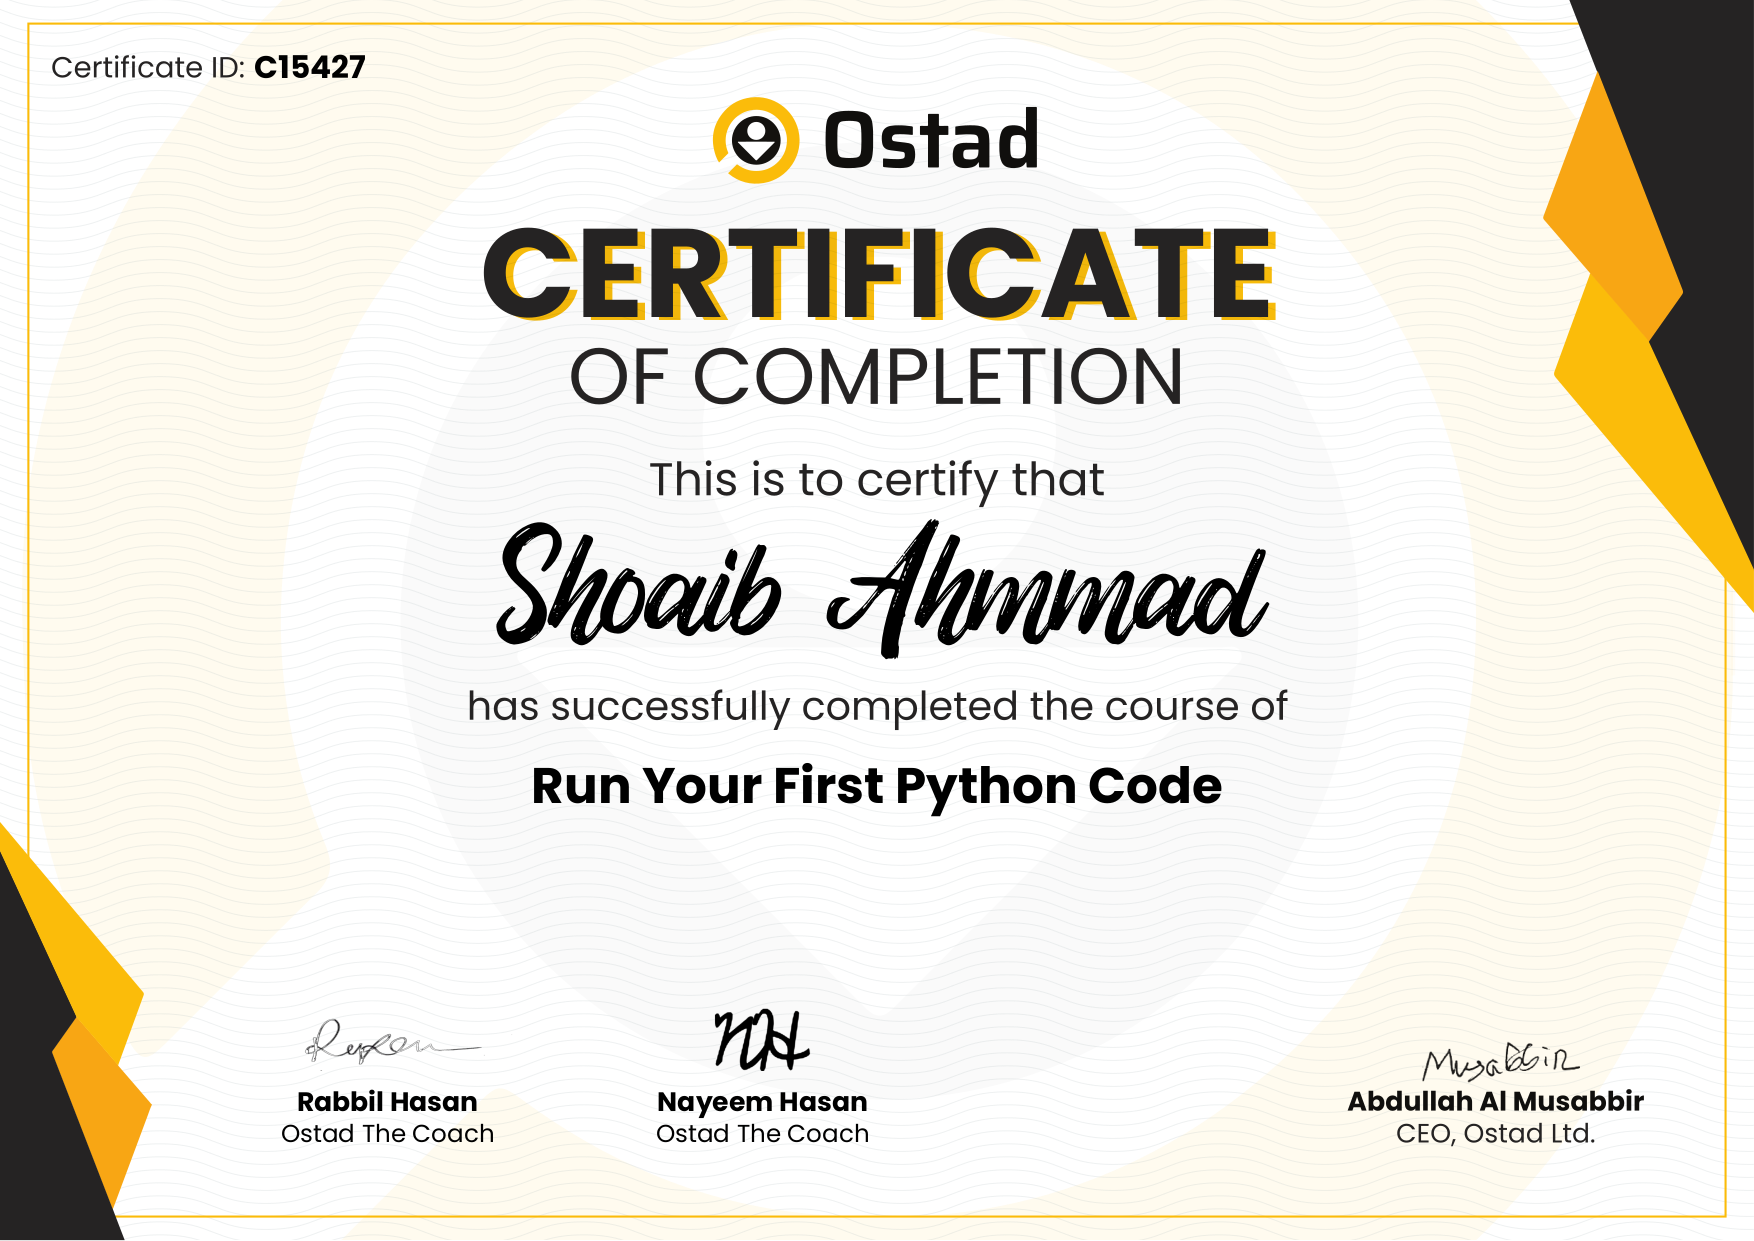 Certificate ID: C15427
Ostad
CERTIFICATE
OF COMPLETION
This is to certify that
Shoaib Ahmmad
has successfully completed the course of
Run Your First Python Code
Musabbir
Rabbil Hasan
Ostad The Coach
Nayeem Hasan
Ostad The Coach
Abdullah Al Musabbir
CEO, Ostad Ltd.